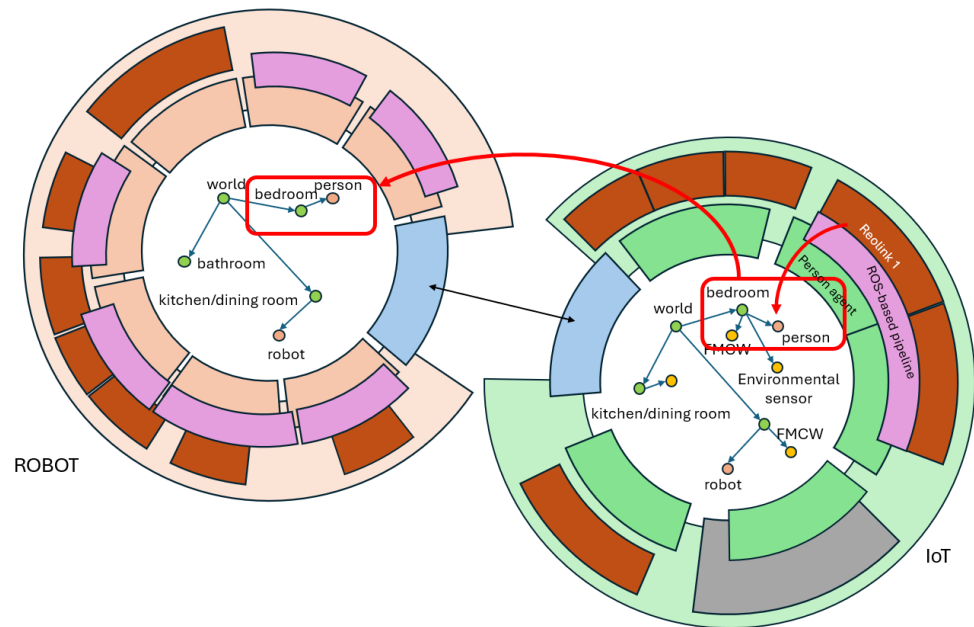 world
bedroom
person
bathroom
kitchen/dining room
robot
ROBOT
Reolink 1
ROS-based pipeline
Person agent
bedroom
world
FMCW
person
Environmental
sensor
kitchen/dining room
FMCW
robot
IoT